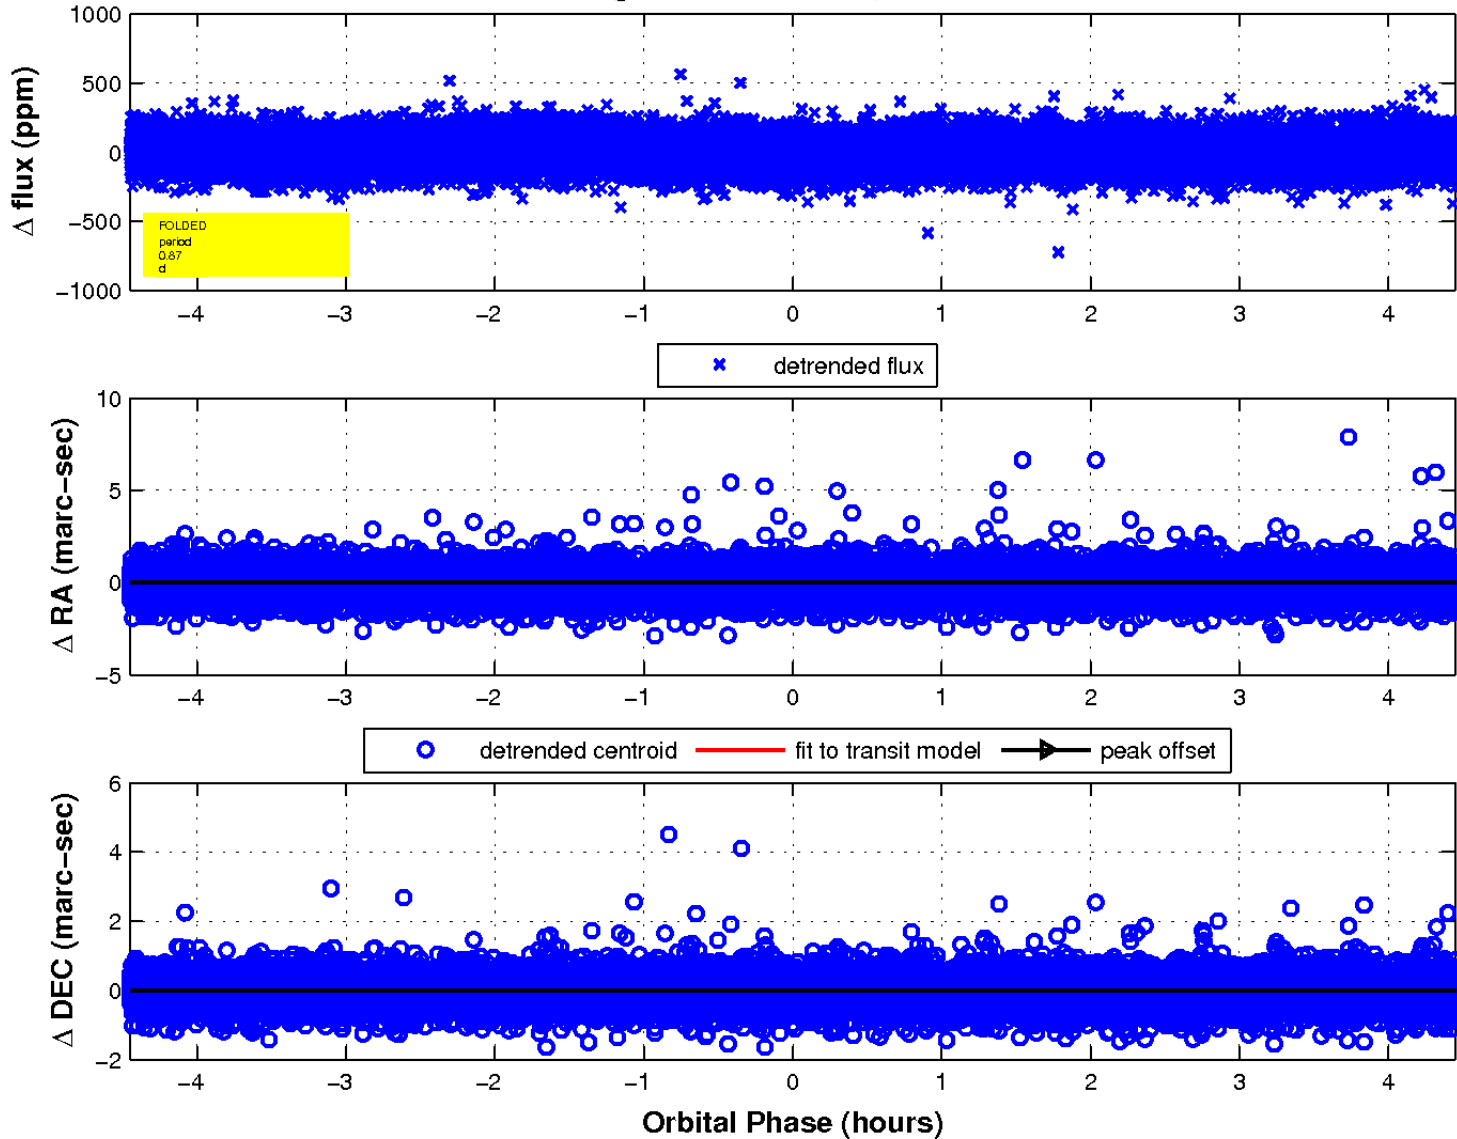 1000
500
0
−500
−1000
Δ flux (ppm)
FOLDED
period
0.87
d
−4 −3 −2 −1 0 1 2 3 4
detrended flux
10
5
0
−5
Δ RA (marc−sec)
−4 −3 −2 −1 0 1 2 3 4
detrended centroid fit to transit model peak offset
6
4
2
0
−2
Δ DEC (marc−sec)
−4 −3 −2 −1 0 1 2 3 4
Orbital Phase (hours)